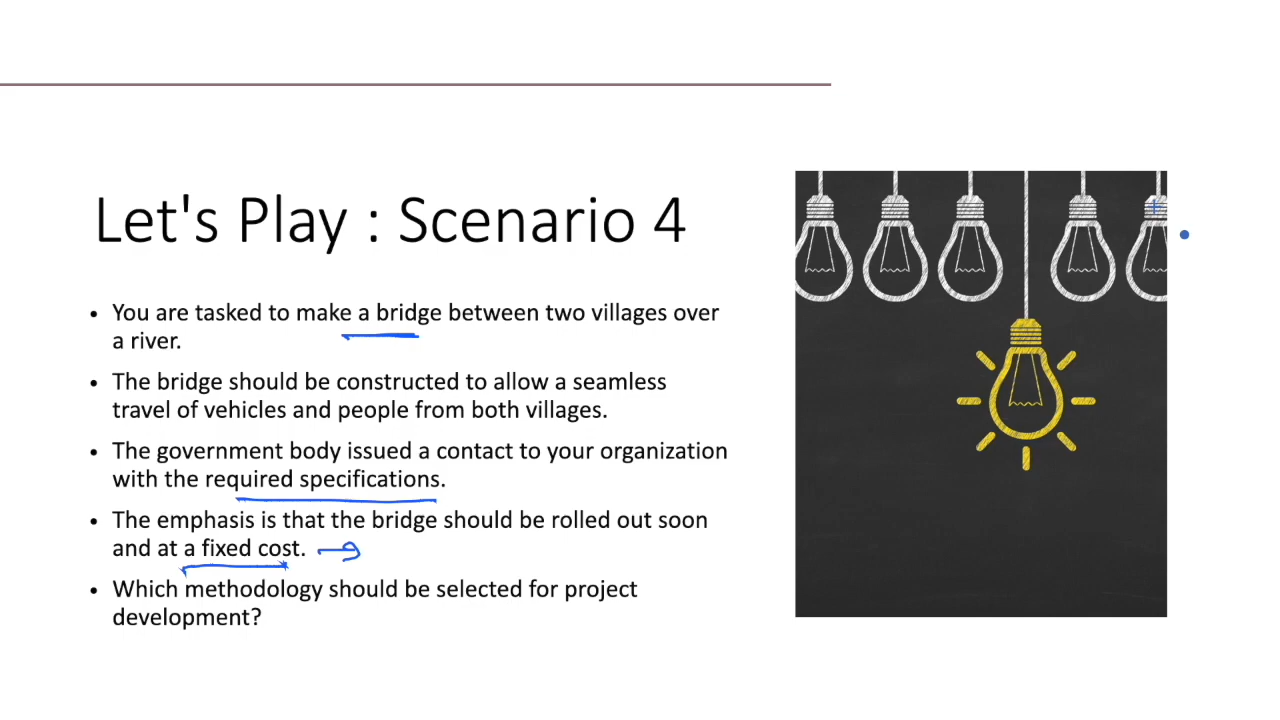 Let's Play : Scenario 4
• You are tasked to make a bridge between two villages over
a river.
• The bridge should be constructed to allow a seamless
travel of vehicles and people from both villages.
• The government body issued a contact to your organization
with the required specifications.
• The emphasis is that the bridge should be rolled out soon
and at a fixed cost.
• Which methodology should be selected for project
development?